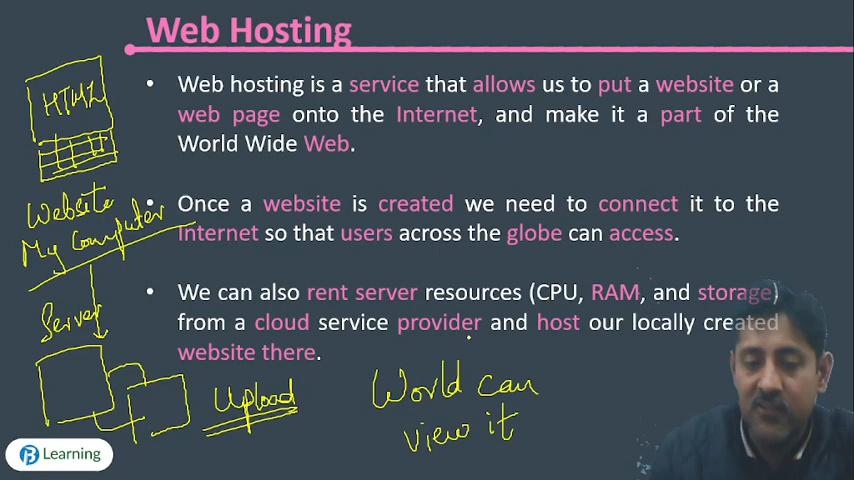 Web Hosting
• Web hosting is a service that allows us to put a website or a
web page onto the Internet, and make it a part of the
World Wide Web.
• Once a website is created we need to connect it to the
Internet so that users across the globe can access.
• We can also rent server resources (CPU, RAM, and storage)
from a cloud service provider and host our locally created
website there.
HTML
Website
My Computer
Server
Upload
World can
view it
B Learning